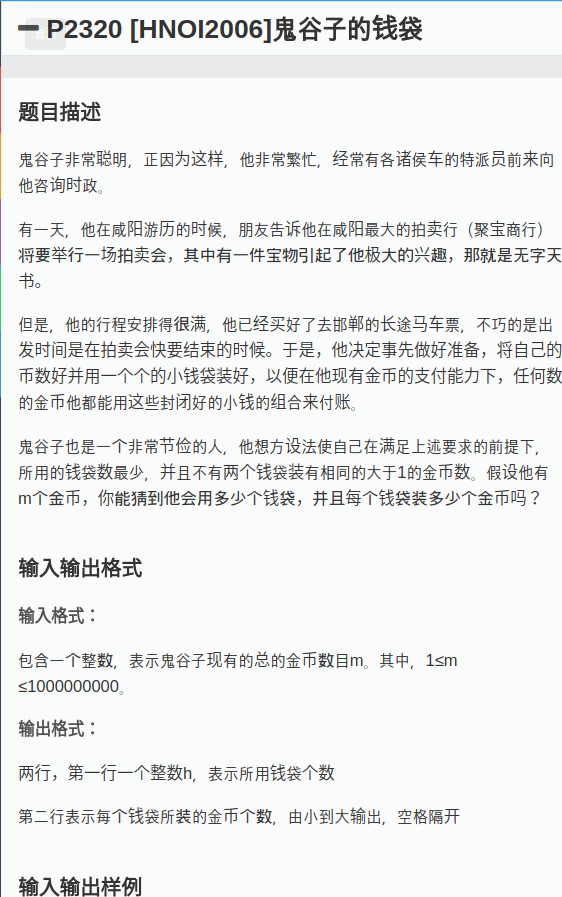 P2320 [HNOI2006]鬼谷子的钱袋
题目描述
鬼谷子非常聪明，正因为这样，他非常繁忙，经常有各诸侯车的特派员前来向
他咨询时政。
有一天，他在咸阳游历的时候，朋友告诉他在咸阳最大的拍卖行（聚宝商行）
将要举行一场拍卖会，其中有一件宝物引起了他极大的兴趣，那就是无字天
书。
但是，他的行程安排得很满，他已经买好了去邯郸的长途马车票，不巧的是出
发时间是在拍卖会快要结束的时候。于是，他决定事先做好准备，将自己的
币数好并用一个个的小钱袋装好，以便在他现有金币的支付能力下，任何数
的金币他都能用这些封闭好的小钱的组合来付账。
鬼谷子也是一个非常节俭的人，他想方设法使自己在满足上述要求的前提下，
所用的钱袋数最少，并且不有两个钱袋装有相同的大于1的金币数。假设他有
m个金币，你能猜到他会用多少个钱袋，并且每个钱袋装多少个金币吗？
输入输出格式
输入格式：
包含一个整数，表示鬼谷子现有的总的金币数目m。其中，1≤m
≤1000000000。
输出格式：
两行，第一行一个整数h，表示所用钱袋个数
第二行表示每个钱袋所装的金币个数，由小到大输出，空格隔开
输入输出样例